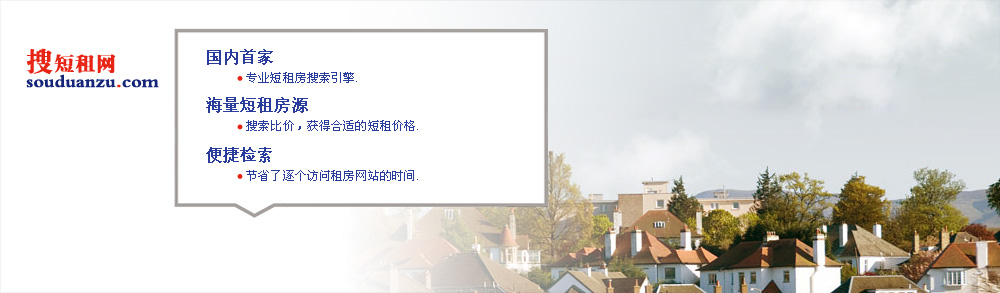 搜短租网
souduanzu.com
国内首家
专业短租房搜索引擎.
海量短租房源
搜索比价，获得合适的短租价格.
便捷检索
节省了逐个访问租房网站的时间.